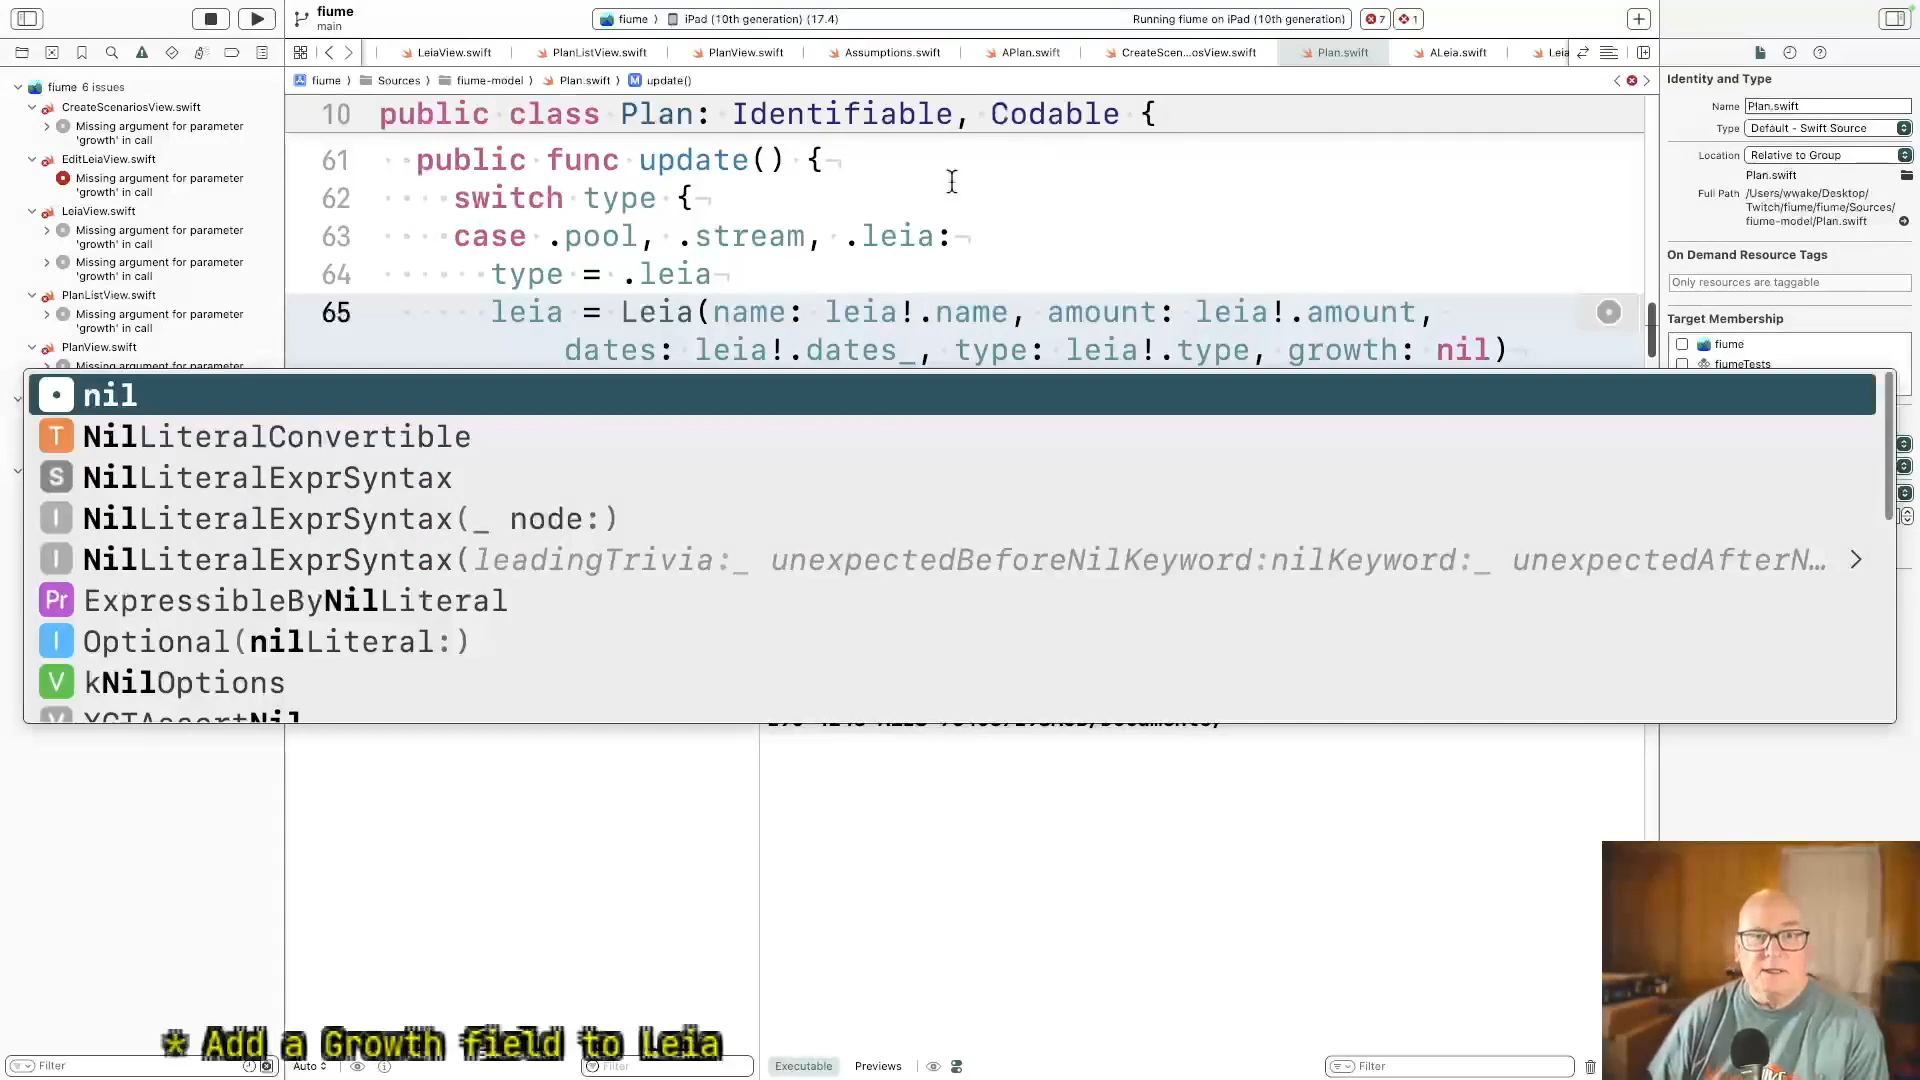 fiume
main
fiume
iPad (10th generation) (17.4)
Running fiume on iPad (10th generation)
7
1
LeiaView.swift
PlanListView.swift
PlanView.swift
Assumptions.swift
APlan.swift
CreateScen...osView.swift
Plan.swift
ALeia.swift
Leia
fiume
Sources
fiume-model
Plan.swift
M
update()
fiume 6 issues
CreateScenariosView.swift
Missing argument for parameter
'growth' in call
EditLeiaView.swift
Missing argument for parameter
'growth' in call
LeiaView.swift
Missing argument for parameter
'growth' in call
Missing argument for parameter
'growth' in call
PlanListView.swift
Missing argument for parameter
'growth' in call
PlanView.swift
10 public class Plan: Identifiable, Codable {
61 public func update() {
62 switch type {
63 case .pool, .stream, .leia:
64 type = .leia
65 leia = Leia(name: leia!.name, amount: leia!.amount,
dates: leia!.dates_, type: leia!.type, growth: nil)
nil
T NilLiteralConvertible
S NilLiteralExprSyntax
I NilLiteralExprSyntax(_ node:)
I NilLiteralExprSyntax(leadingTrivia:_ unexpectedBeforeNilKeyword:nilKeyword:_ unexpectedAfterN...
Pr ExpressibleByNilLiteral
I Optional(nilLiteral:)
V kNilOptions
Identity and Type
Name Plan.swift
Type Default - Swift Source
Location Relative to Group
Plan.swift
Full Path /Users/wwake/Desktop/
Twitch/fiume/fiume/Sources/
fiume-model/Plan.swift
On Demand Resource Tags
Only resources are taggable
Target Membership
fiume
fiumeTests
* Add a Growth field to Leia
Filter
Auto
Filter
Executable
Previews
Filter